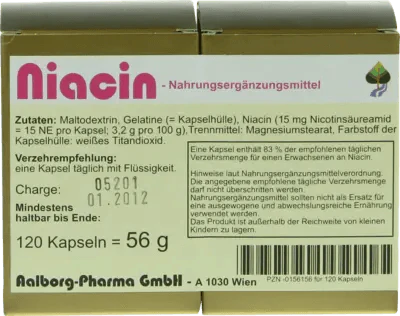 Niacin - Nahrungsergänzungsmittel
Zutaten: Maltodextrin, Gelatine (= Kapselhülle), Niacin (15 mg Nicotinsäureamid
= 15 NE pro Kapsel; 3,2 g pro 100 g),Trennmittel: Magnesiumstearat, Farbstoff der
Kapselhülle: weißes Titandioxid.
Verzehrempfehlung:
eine Kapsel täglich mit Flüssigkeit.
Charge: 05201
01.2012
Mindestens
haltbar bis Ende:
120 Kapseln = 56 g
Eine Kapsel enthält 83 % der empfohlenen täglichen
Verzehrsmenge für einen Erwachsenen an Niacin.
Hinweise laut Nahrungsergänzungsmittelverordnung:
Die angegebene empfohlene tägliche Verzehrsmenge
darf nicht überschritten werden.
Nahrungsergänzungsmittel sollten nicht als Ersatz für
eine ausgewogene und abwechslungsreiche Ernährung
verwendet werden.
Das Produkt ist außerhalb der Reichweite von kleinen
Kindern zu lagern.
PZN -0156156 für 120 Kapseln
Aalborg-Pharma GmbH - A 1030 Wien